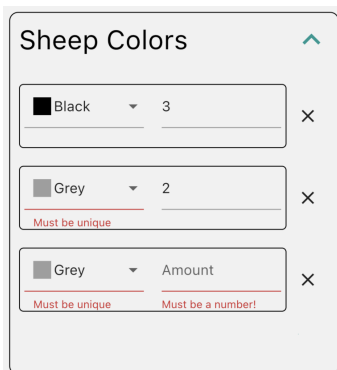 Sheep Colors
Black 3
Grey 2
Must be unique
Grey Amount
Must be unique Must be a number!